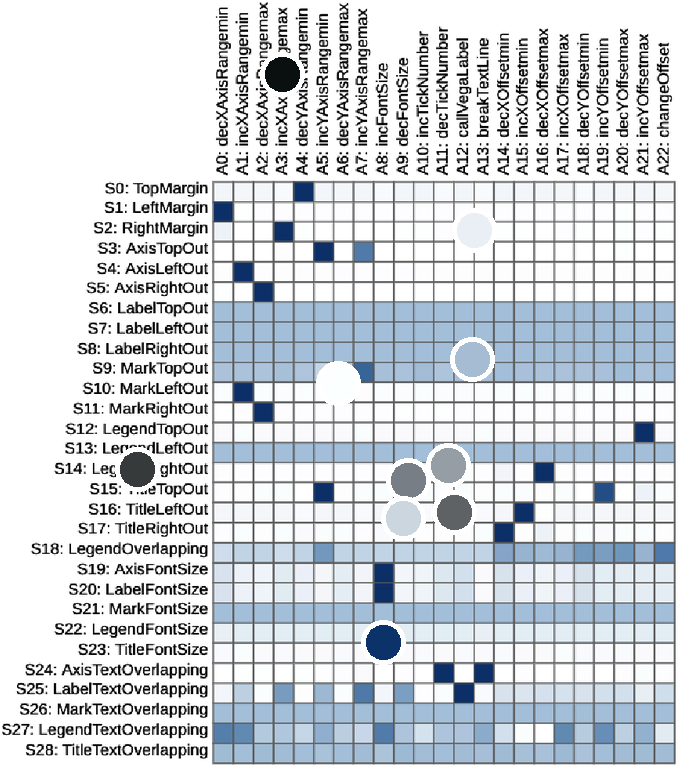 A0: decXAxisRangemin
A1: incXAxisRangemin
A4: decYAxisRangemin
A5: incYAxisRangemin
A6: decYAxisRangemax
A7: incYAxisRangemax
A8: incFontSize
A9: decFontSize
A10: incTickNumber
A11: decTickNumber
A12: callVegaLabel
A13: breakTextLine
A14: decXOffsetmin
A15: incXOffsetmin
A16: decXOffsetmax
A17: incXOffsetmax
A18: decYOffsetmin
A19: incYOffsetmin
A20: decYOffsetmax
A21: incYOffsetmax
A22: changeOffset
S0: TopMargin
S1: LeftMargin
S2: RightMargin
S3: AxisTopOut
S4: AxisLeftOut
S5: AxisRightOut
S6: LabelTopOut
S7: LabelLeftOut
S8: LabelRightOut
S9: MarkTopOut
S10: MarkLeftOut
S11: MarkRightOut
S12: LegendTopOut
S13: LegendLeftOut
S14:
S15:
S16: TitleLeftOut
S17: TitleRightOut
S18: LegendOverlapping
S19: AxisFontSize
S20: LabelFontSize
S21: MarkFontSize
S22: LegendFontSize
S23: TitleFontSize
S24: AxisTextOverlapping
S25: LabelTextOverlapping
S26: MarkTextOverlapping
S27: LegendTextOverlapping
S28: TitleTextOverlapping